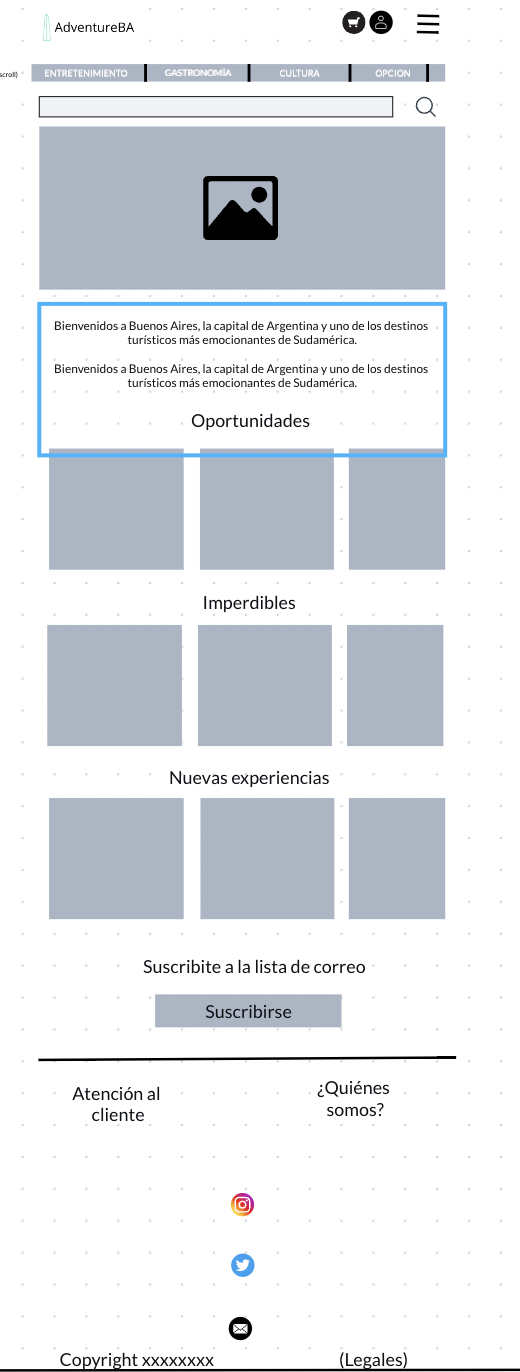 AdventureBA
scroll)
ENTRETENIMIENTO GASTRONOMÍA CULTURA OPCION
Bienvenidos a Buenos Aires, la capital de Argentina y uno de los destinos
turísticos más emocionantes de Sudamérica.
Bienvenidos a Buenos Aires, la capital de Argentina y uno de los destinos
turísticos más emocionantes de Sudamérica.
Oportunidades
Imperdibles
Nuevas experiencias
Suscribite a la lista de correo
Suscribirse
Atención al
cliente
¿Quiénes
somos?
Copyright xxxxxxxx
(Legales)